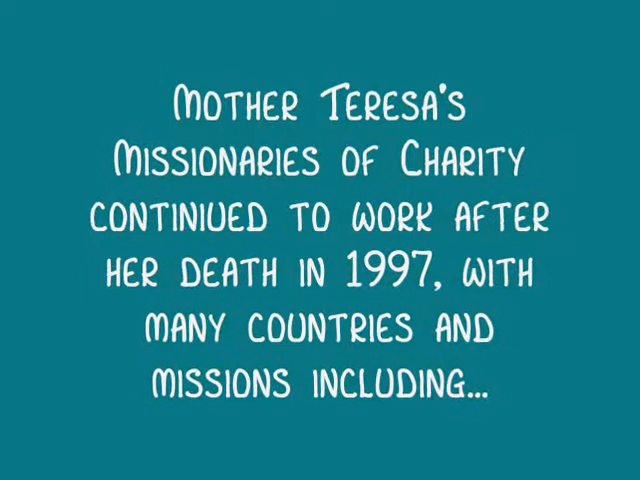 Mother Teresa's
Missionaries of Charity
continiued to work after
her death in 1997, with
many countries and
missions including...